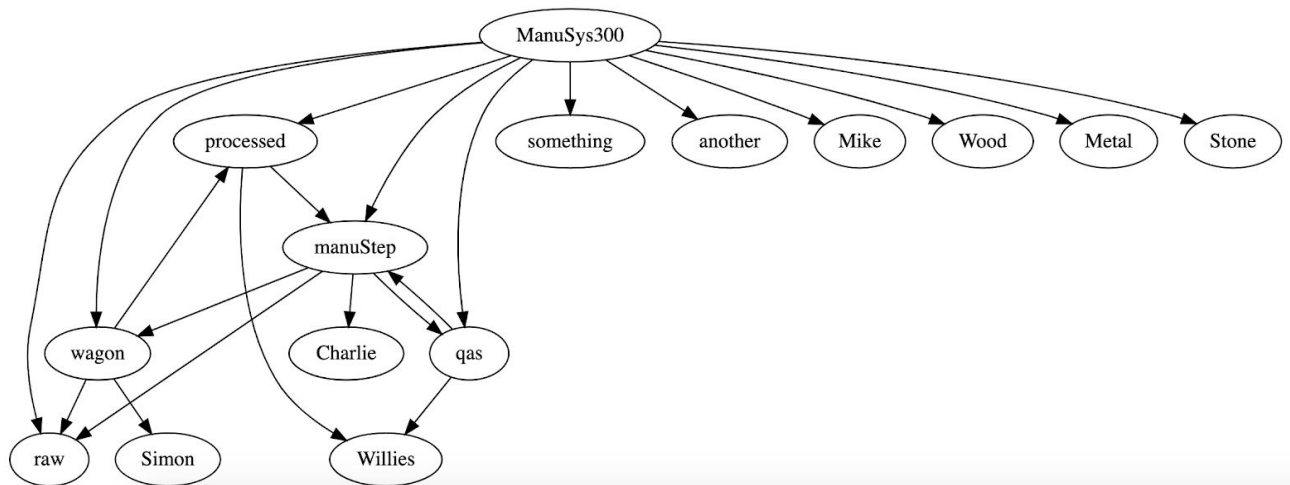 ManuSys300
processed
something
another
Mike
Wood
Metal
Stone
manuStep
wagon
Charlie
qas
raw
Simon
Willies